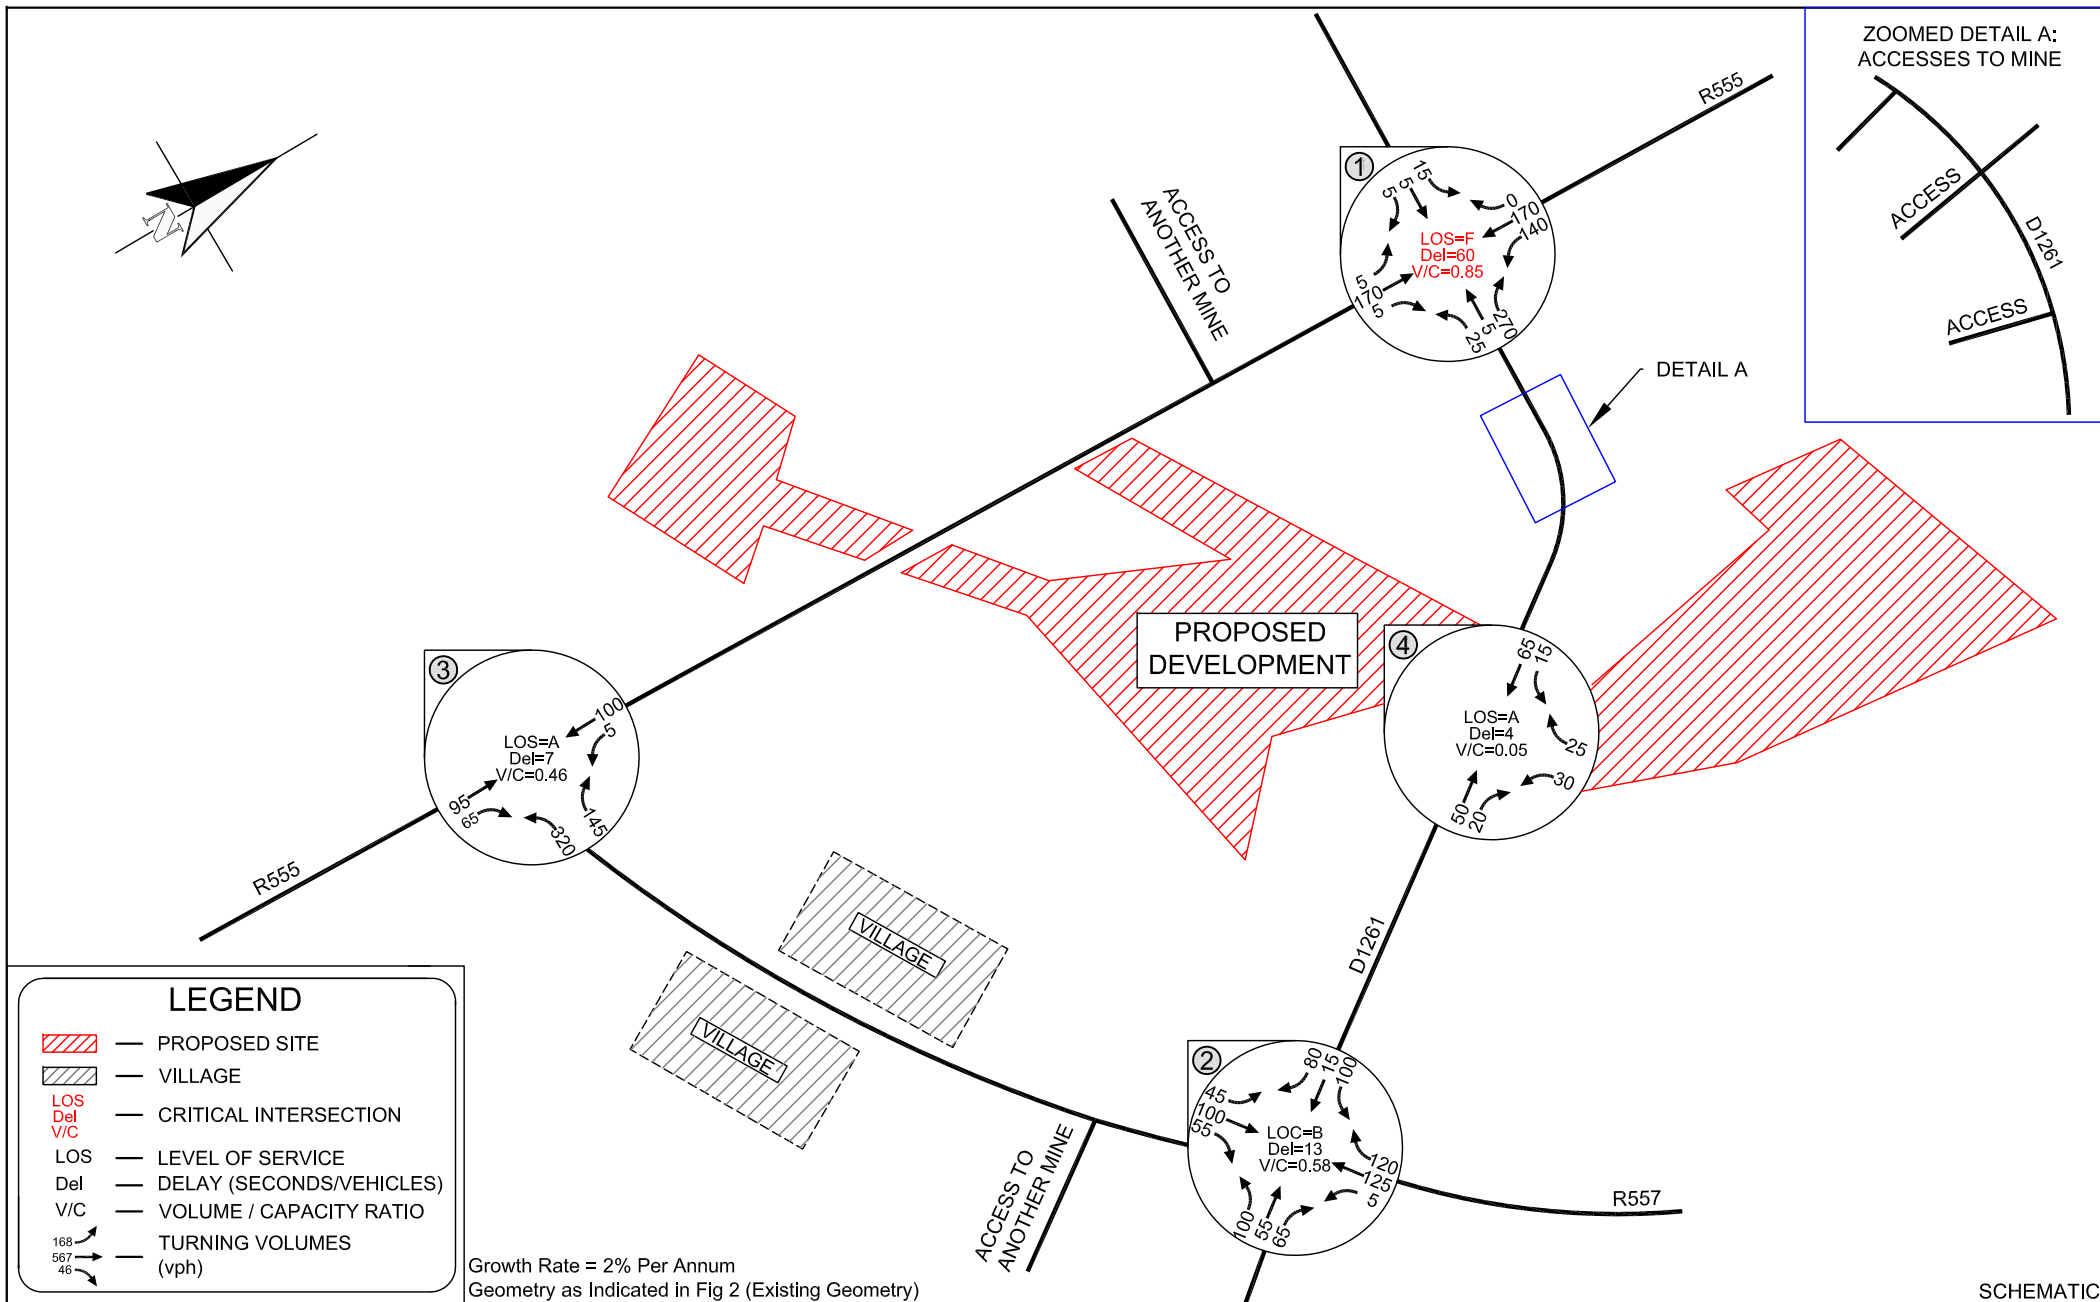 ZOOMED DETAIL A:
ACCESSES TO MINE
ACCESS
D1261
ACCESS
R555
N
ACCESS TO
ANOTHER MINE
1
15
5
5
0
170
140
LOS=F
Del=60
V/C=0.85
5
170
5
270
5
25
DETAIL A
PROPOSED
DEVELOPMENT
4
65
15
LOS=A
Del=4
V/C=0.05
25
30
50
20
3
100
5
LOS=A
Del=7
V/C=0.46
95
65
145
320
R555
VILLAGE
VILLAGE
D1261
2
80
15
100
45
100
55
LOC=B
Del=13
V/C=0.58
120
125
5
100
55
65
R557
ACCESS TO
ANOTHER MINE
LEGEND
PROPOSED SITE
VILLAGE
LOS
Del
V/C
CRITICAL INTERSECTION
LOS
LEVEL OF SERVICE
Del
DELAY (SECONDS/VEHICLES)
V/C
VOLUME / CAPACITY RATIO
168
567
46
TURNING VOLUMES
(vph)
Growth Rate = 2% Per Annum
Geometry as Indicated in Fig 2 (Existing Geometry)
SCHEMATIC